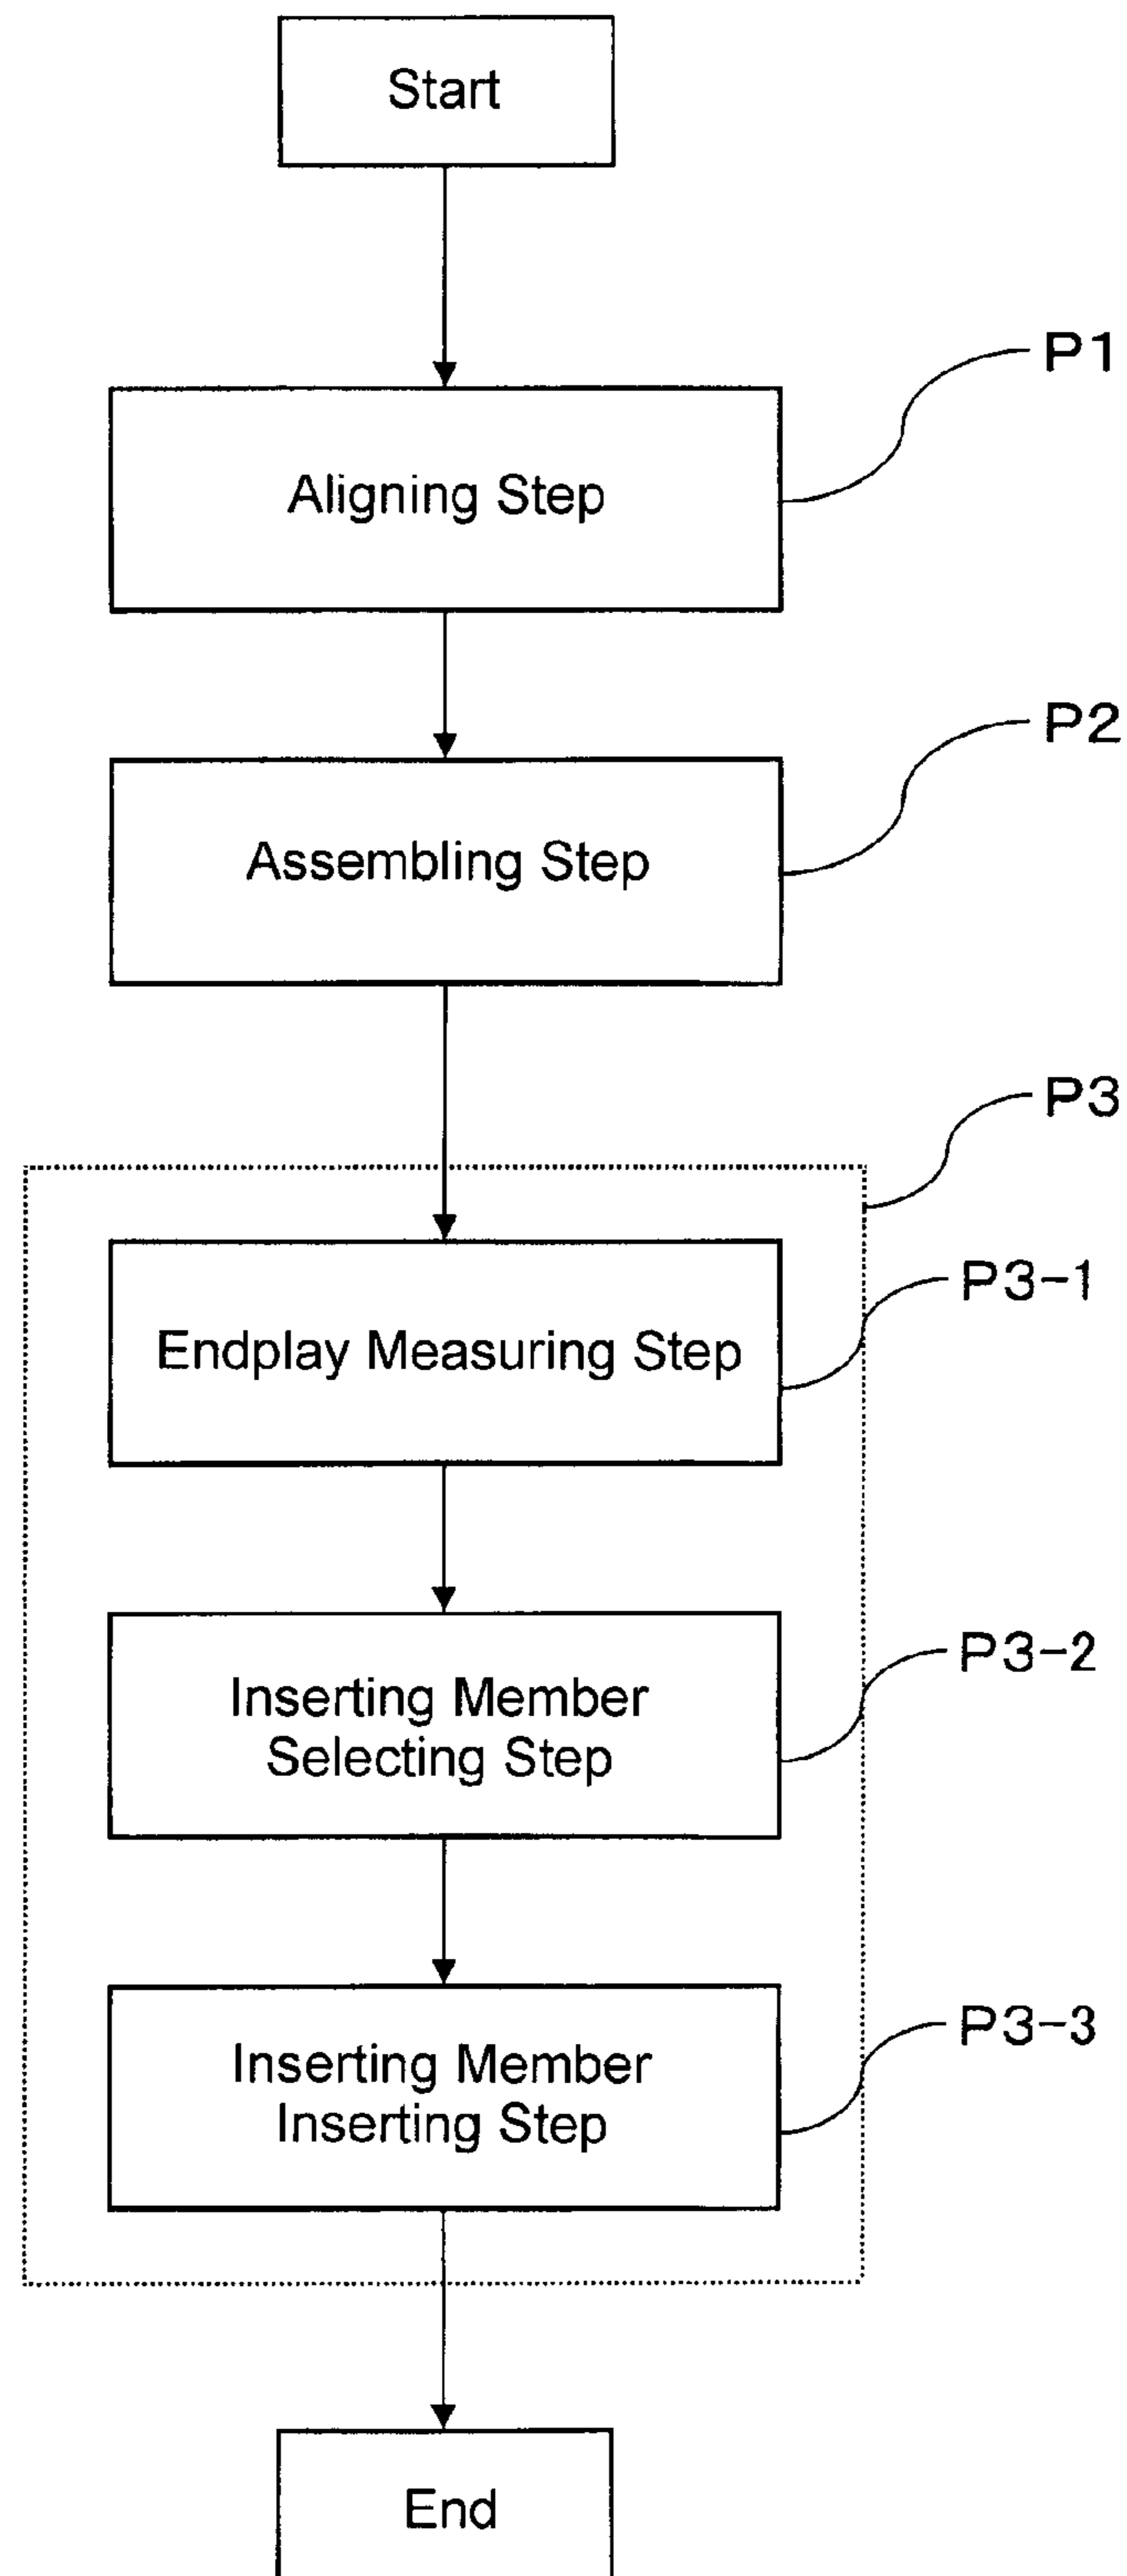 Start
P1
Aligning Step
P2
Assembling Step
P3
P3-1
Endplay Measuring Step
P3-2
Inserting Member
Selecting Step
P3-3
Inserting Member
Inserting Step
End